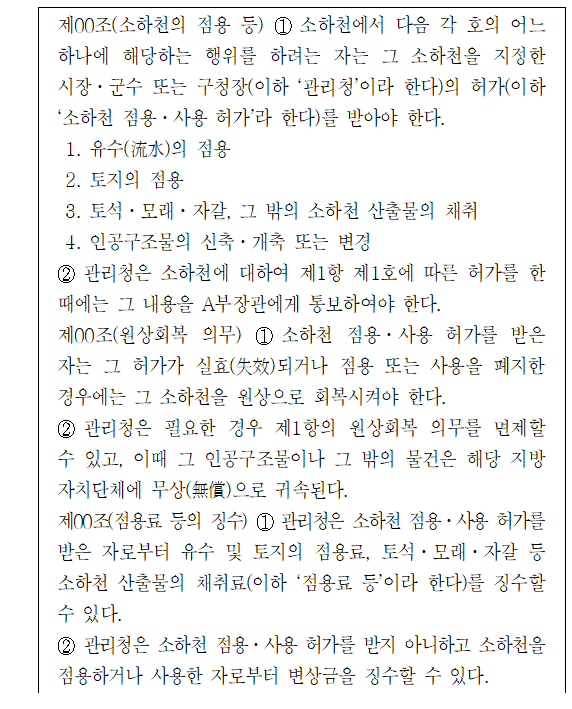 제00조(소하천의 점용 등) ① 소하천에서 다음 각 호의 어느
하나에 해당하는 행위를 하려는 자는 그 소하천을 지정한
시장·군수 또는 구청장(이하 ‘관리청’이라 한다)의 허가(이하
‘소하천 점용·사용 허가’라 한다)를 받아야 한다.
1. 유수(流水)의 점용
2. 토지의 점용
3. 토석·모래·자갈, 그 밖의 소하천 산출물의 채취
4. 인공구조물의 신축·개축 또는 변경
② 관리청은 소하천에 대하여 제1항 제1호에 따른 허가를 한
때에는 그 내용을 A부장관에게 통보하여야 한다.
제00조(원상회복 의무) ① 소하천 점용·사용 허가를 받은
자는 그 허가가 실효(失效)되거나 점용 또는 사용을 폐지한
경우에는 그 소하천을 원상으로 회복시켜야 한다.
② 관리청은 필요한 경우 제1항의 원상회복 의무를 면제할
수 있고, 이때 그 인공구조물이나 그 밖의 물건은 해당 지방
자치단체에 무상(無償)으로 귀속된다.
제00조(점용료 등의 징수) ① 관리청은 소하천 점용·사용 허가를
받은 자로부터 유수 및 토지의 점용료, 토석·모래·자갈 등
소하천 산출물의 채취료(이하 ‘점용료 등’이라 한다)를 징수할
수 있다.
② 관리청은 소하천 점용·사용 허가를 받지 아니하고 소하천을
점용하거나 사용한 자로부터 변상금을 징수할 수 있다.